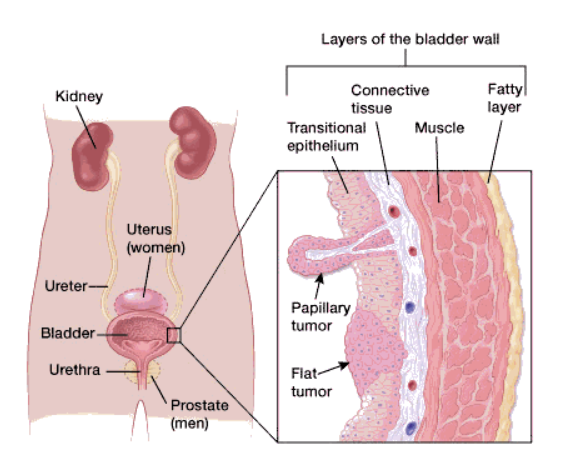 Layers of the bladder wall
Kidney
Connective
tissue
Fatty
layer
Transitional
epithelium
Muscle
Uterus
(women)
Ureter
Papillary
tumor
Bladder
Urethra
Flat
tumor
Prostate
(men)